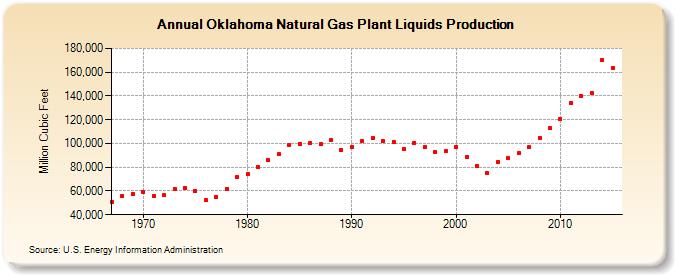 Annual Oklahoma Natural Gas Plant Liquids Production
Million Cubic Feet
180,000
160,000
140,000
120,000
100,000
80,000
60,000
40,000
1970 1980 1990 2000 2010
Source: U.S. Energy Information Administration